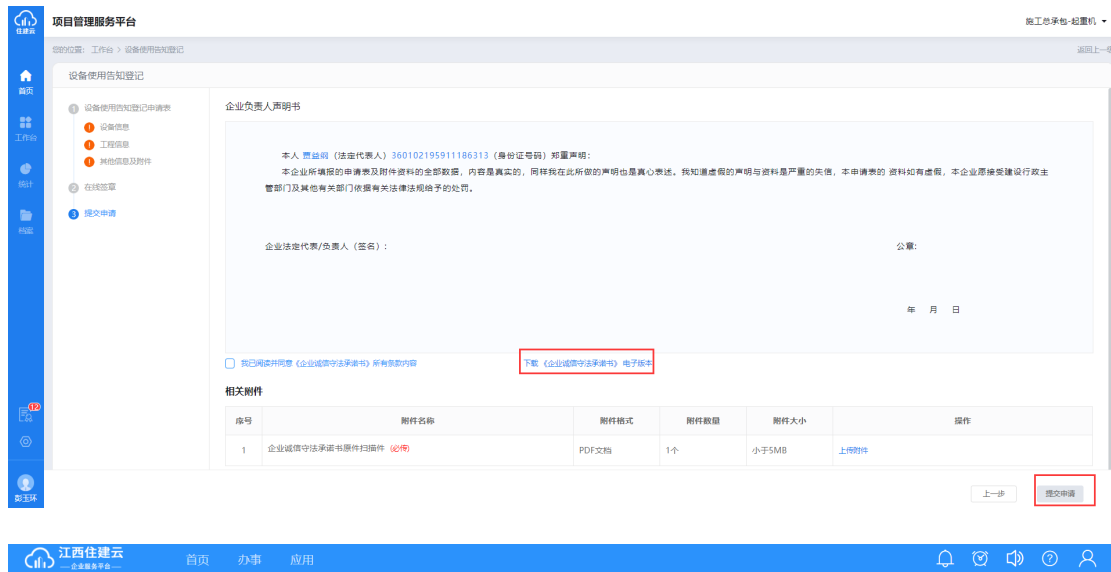 住建云
项目管理服务平台
施工总承包-起重机
您的位置: 工作台 > 设备使用告知登记
返回上一级
首页
工作台
统计
档案
12
彭玉环
设备使用告知登记
1 设备使用告知登记申请表
设备信息
工程信息
其他信息及附件
2 在线签章
3 提交申请
企业负责人声明书
本人 贾益纲 (法定代表人) 360102195911186313 (身份证号码) 郑重声明:
本企业所填报的申请表及附件资料的全部数据, 内容是真实的, 同样我在此所做的声明也是真心表述。我知道虚假的声明与资料是严重的失信, 本申请表的 资料如有虚假, 本企业愿接受建设行政主
管部门及其他有关部门依据有关法律法规给予的处罚。
企业法定代表/负责人 (签名) :
公章:
年 月 日
我已阅读并同意《企业诚信守法承诺书》所有条款内容
下载《企业诚信守法承诺书》 电子版本
相关附件
序号 附件名称 附件格式 附件数量 附件大小 操作
1 企业诚信守法承诺书原件扫描件 (必传) PDF文档 1个 小于5MB 上传附件
上一步 提交申请
江西住建云
企业服务平台
首页 办事 应用